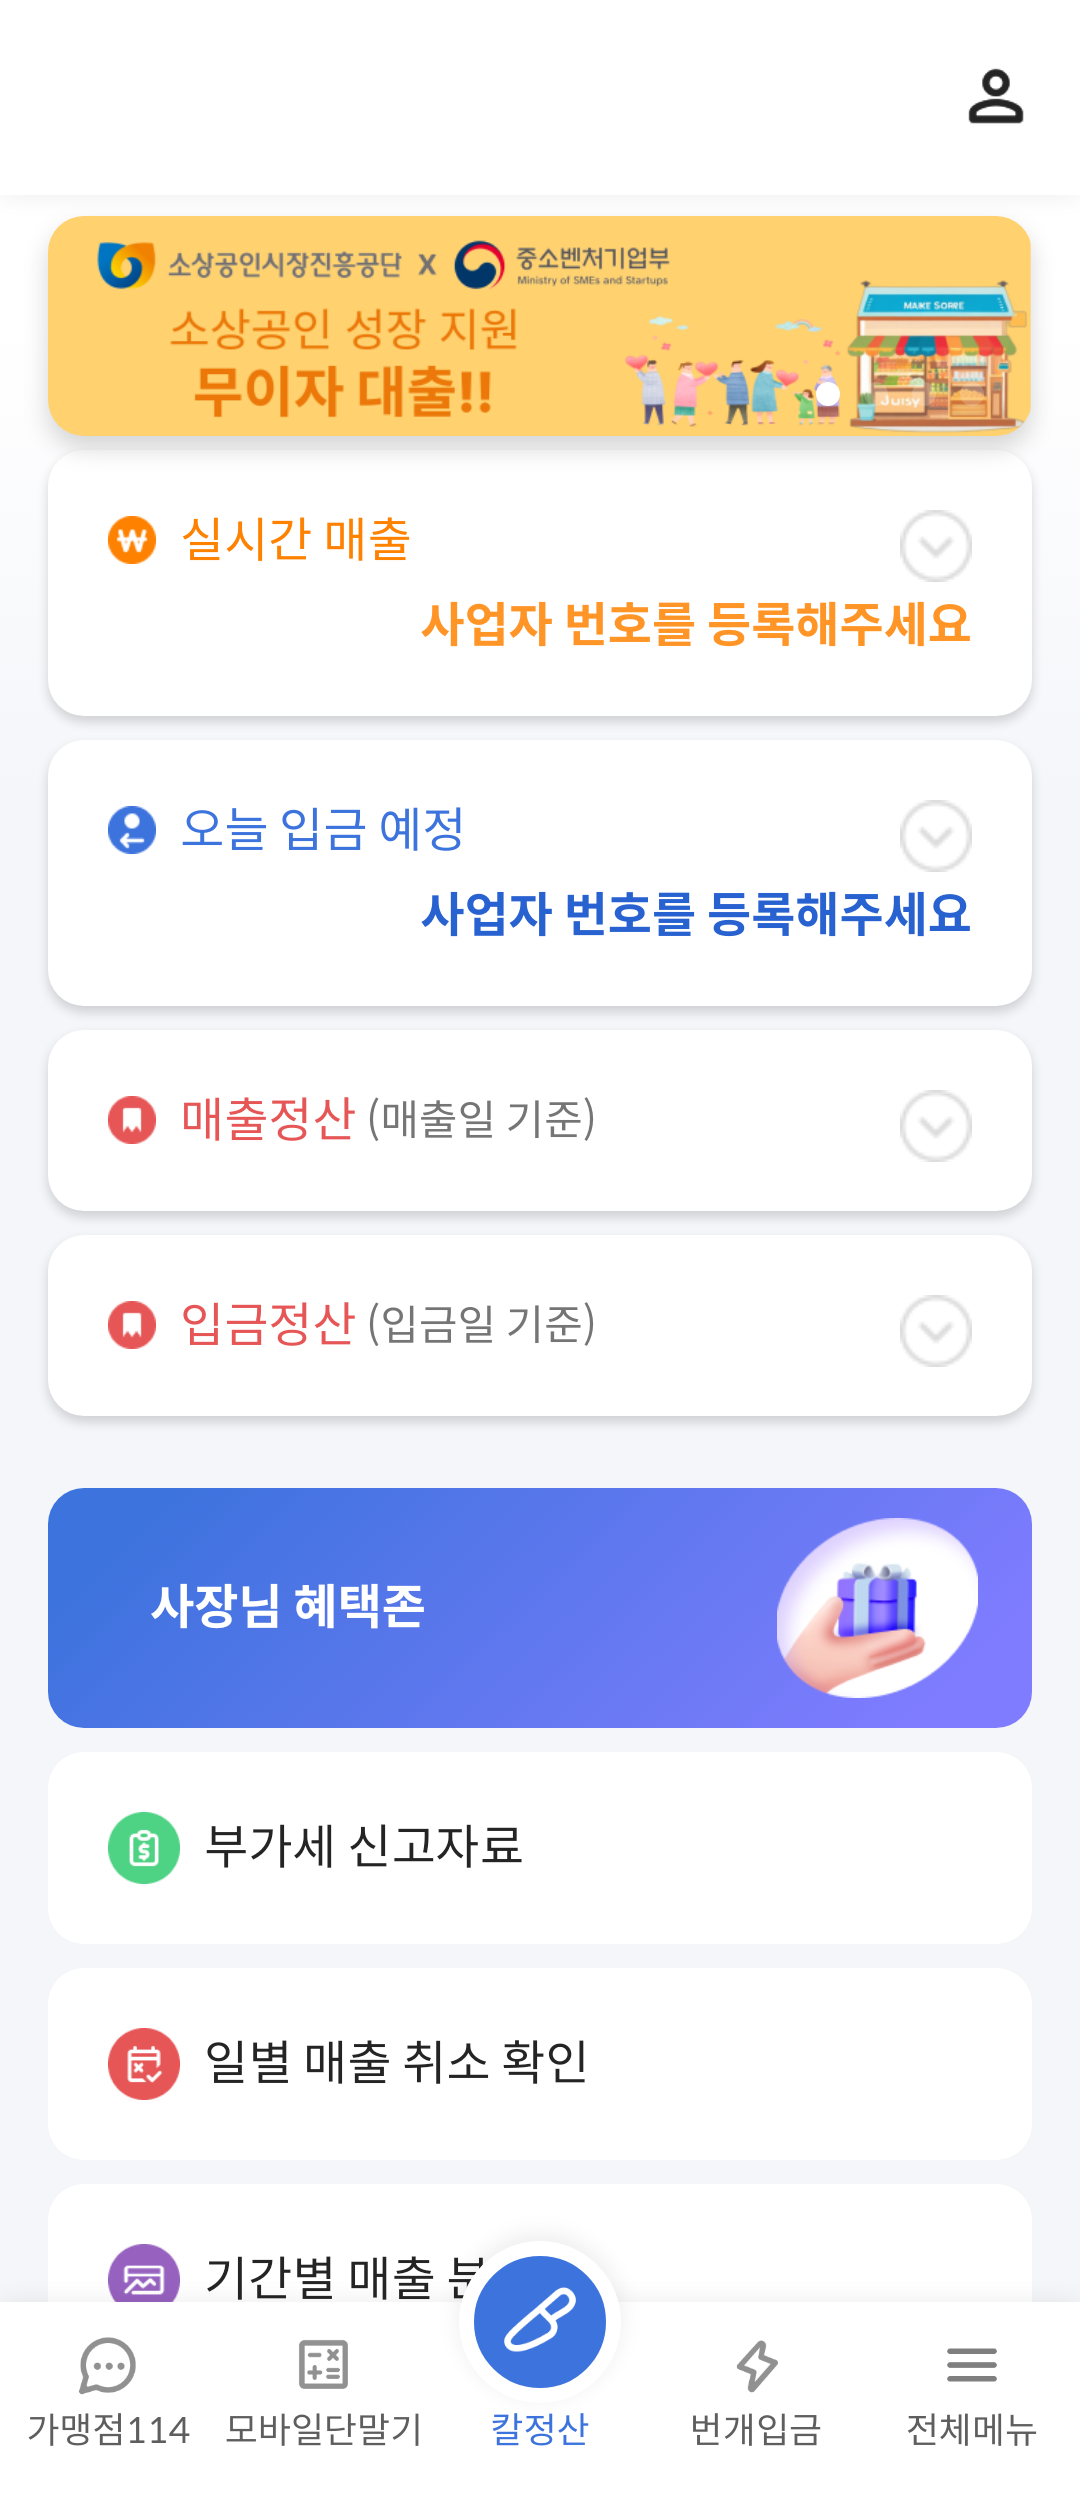 소상공인시장진흥공단 X 중소벤처기업부
Ministry of SMEs and Startups
소상공인 성장 지원
무이자 대출!!
MAIKE SORRE
Juisy
실시간 매출
사업자 번호를 등록해주세요
오늘 입금 예정
사업자 번호를 등록해주세요
매출정산 (매출일 기준)
입금정산 (입금일 기준)
사장님 혜택존
부가세 신고자료
일별 매출 취소 확인
기간별 매출
가맹점114
모바일단말기
칼정산
번개입금
전체메뉴